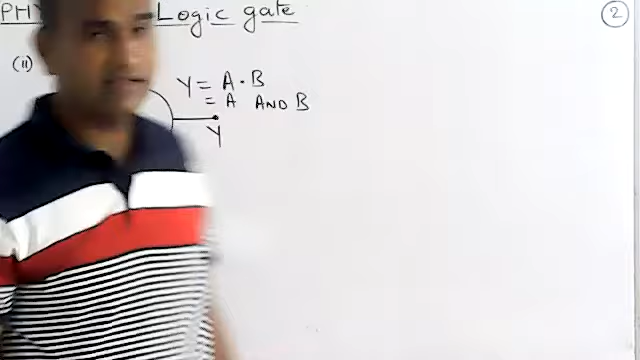 PHY Logic gate
2
(ii)
Y = A · B
= A AND B
Y